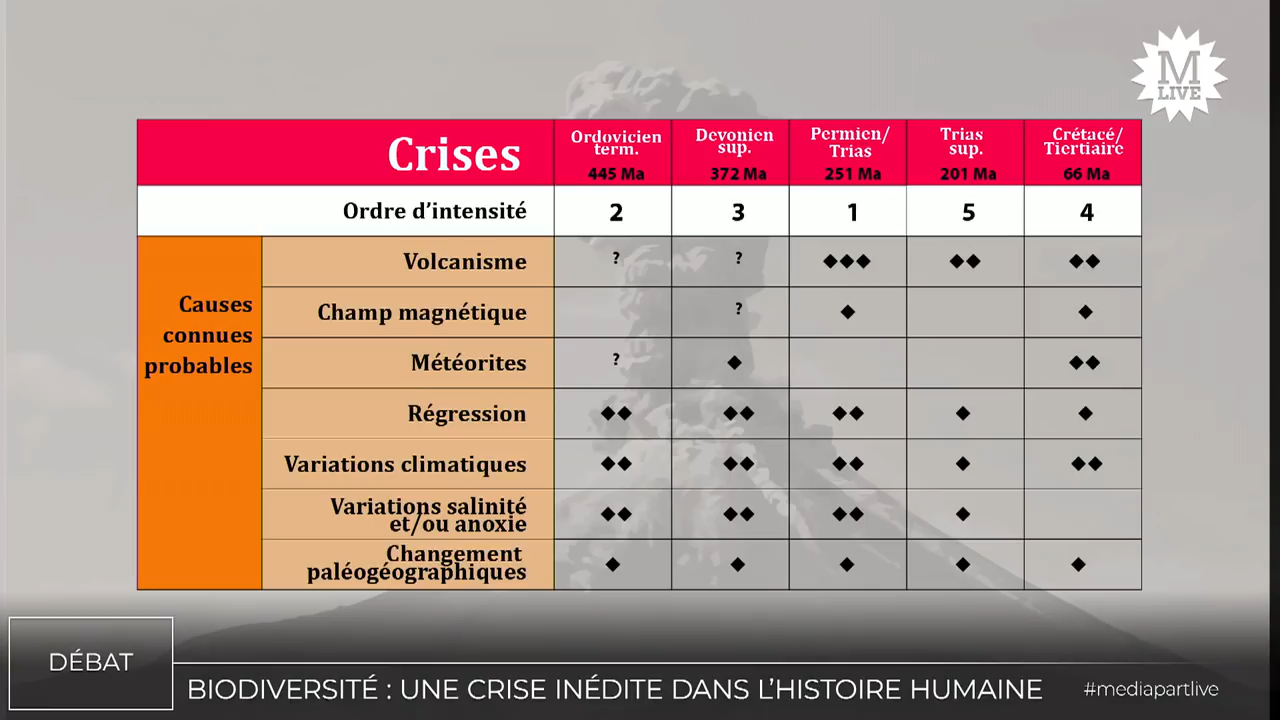 M
LIVE
Crises
Ordovicien
term.
445 Ma
Devonien
sup.
372 Ma
Permien/
Trias
251 Ma
Trias
sup.
201 Ma
Crétacé/
Tiertiaire
66 Ma
Ordre d’intensité 2 3 1 5 4
Causes
connues
probables
Volcanisme ? ? ◆◆◆ ◆◆ ◆◆
Champ magnétique ? ◆ ◆
Météorites ? ◆ ◆◆
Régression ◆◆ ◆◆ ◆◆ ◆ ◆
Variations climatiques ◆◆ ◆◆ ◆◆ ◆ ◆◆
Variations salinité
et/ou anoxie ◆◆ ◆◆ ◆◆ ◆
Changement
paléogéographiques ◆ ◆ ◆ ◆ ◆
DÉBAT
BIODIVERSITÉ : UNE CRISE INÉDITE DANS L’HISTOIRE HUMAINE
#mediapartlive